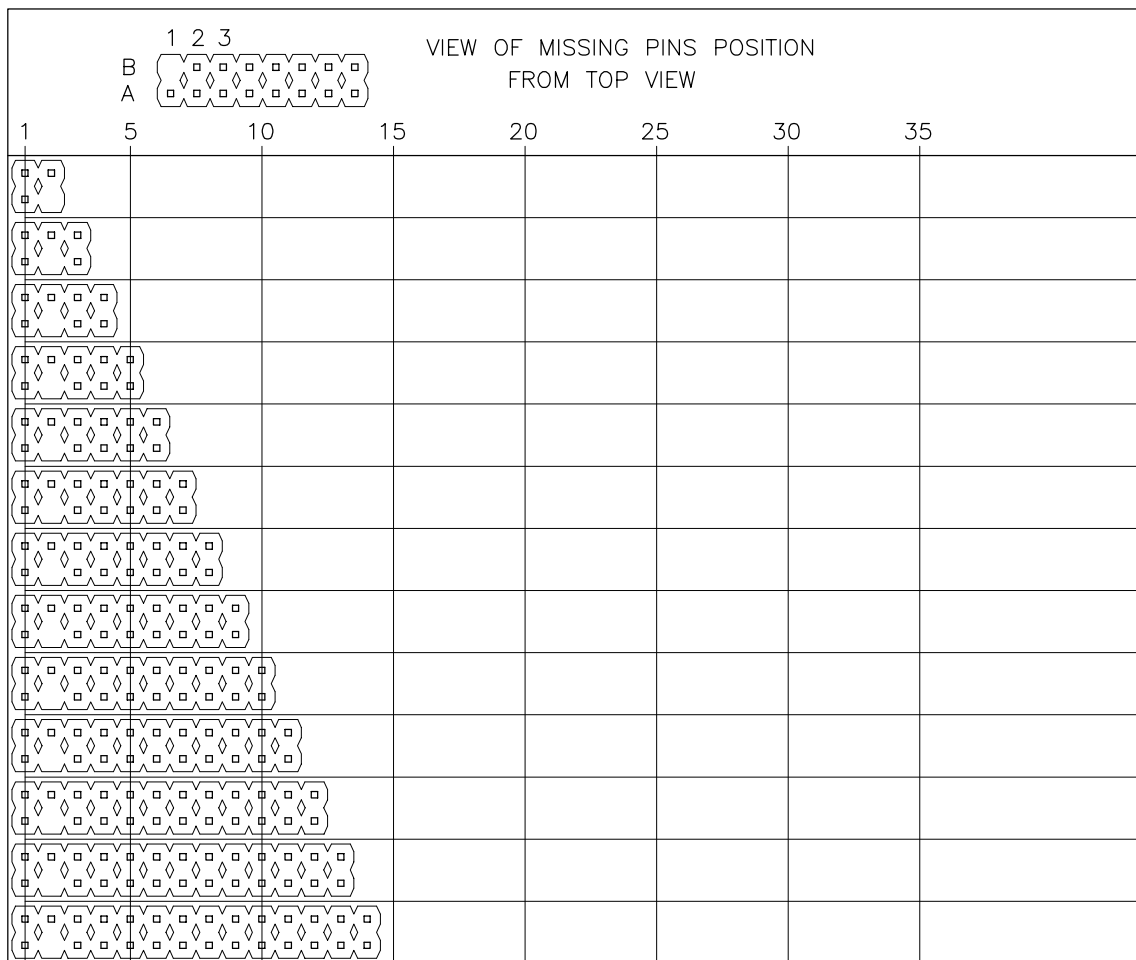 1 2 3
VIEW OF MISSING PINS POSITION
B
FROM TOP VIEW
A
1 5 10 15 20 25 30 35